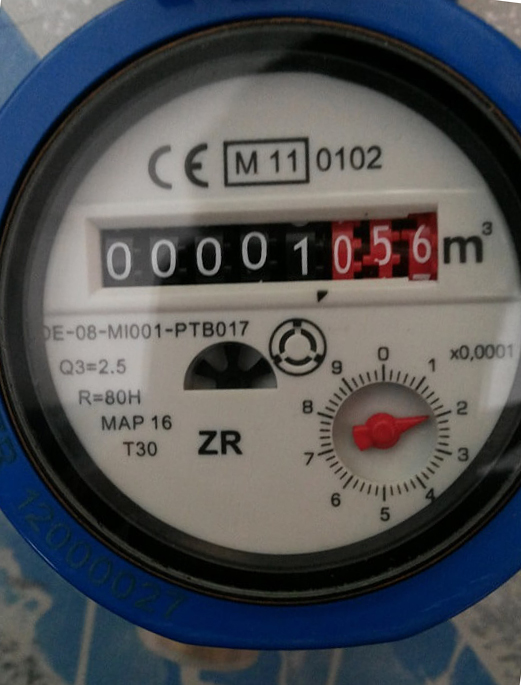 CE M 11 0102
00001056 m³
DE-08-MI001-PTB017
Q3=2.5
R=80H
MAP 16
T30
ZR
x0,0001
0
1
2
3
4
5
6
7
8
9
12000027